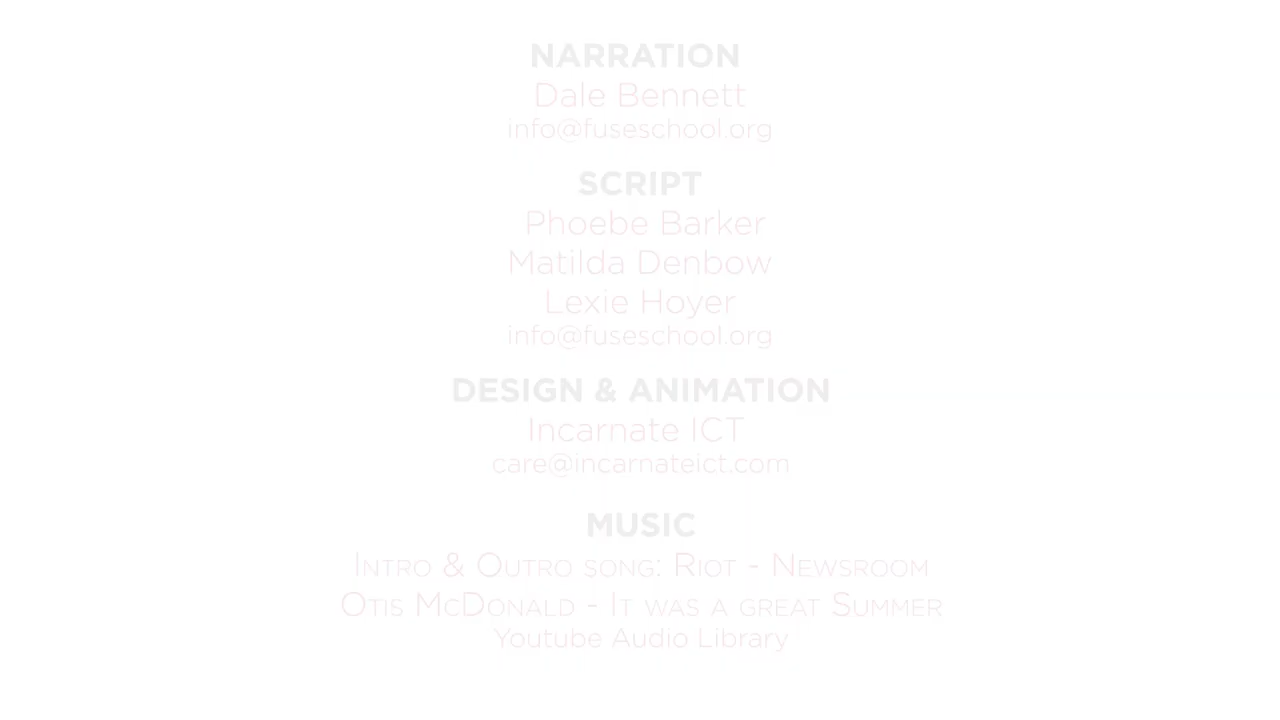 NARRATION
Dale Bennett
info@fuseschool.org
SCRIPT
Phoebe Barker
Matilda Denbow
Lexie Hoyer
info@fuseschool.org
DESIGN & ANIMATION
Incarnate ICT
care@incarnateict.com
MUSIC
Intro & Outro song: Riot - Newsroom
Otis McDonald - It was a great Summer
Youtube Audio Library